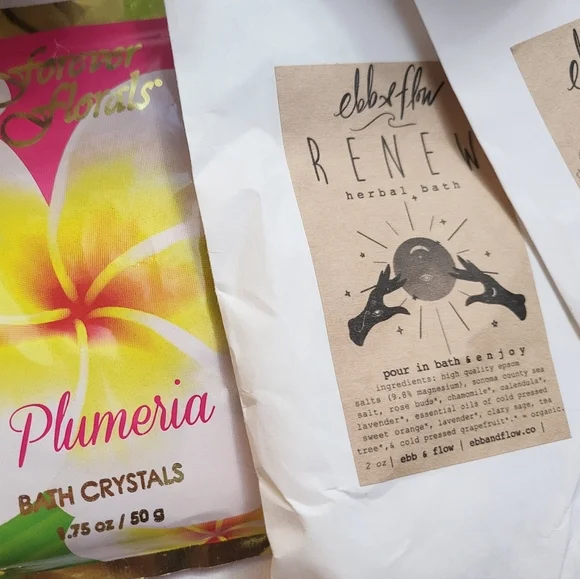 Forever
Florals®
Plumeria
BATH CRYSTALS
1.75 oz / 50 g
ebb & flow
RENEW
herbal bath
pour in bath & enjoy
ingredients: high quality epsom
salts (9.8% magnesium), sonoma county sea
salt, rose buds*, chamomile*, calendula*,
lavender*, essential oils of cold pressed
sweet orange*, lavender*, clary sage, tea
tree*,& cold pressed grapefruit*.* = organic.
2 oz | ebb & flow | ebbandflow.co |